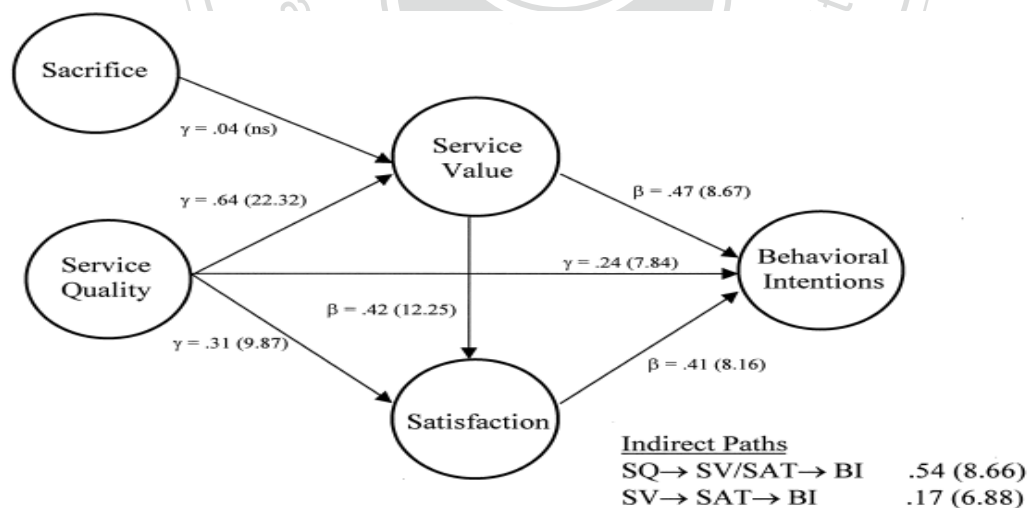 Sacrifice
γ = .04 (ns)
Service
Value
γ = .64 (22.32)
β = .47 (8.67)
Service
Quality
γ = .24 (7.84)
Behavioral
Intentions
β = .42 (12.25)
γ = .31 (9.87)
β = .41 (8.16)
Satisfaction
Indirect Paths
SQ→ SV/SAT→ BI .54 (8.66)
SV→ SAT→ BI .17 (6.88)